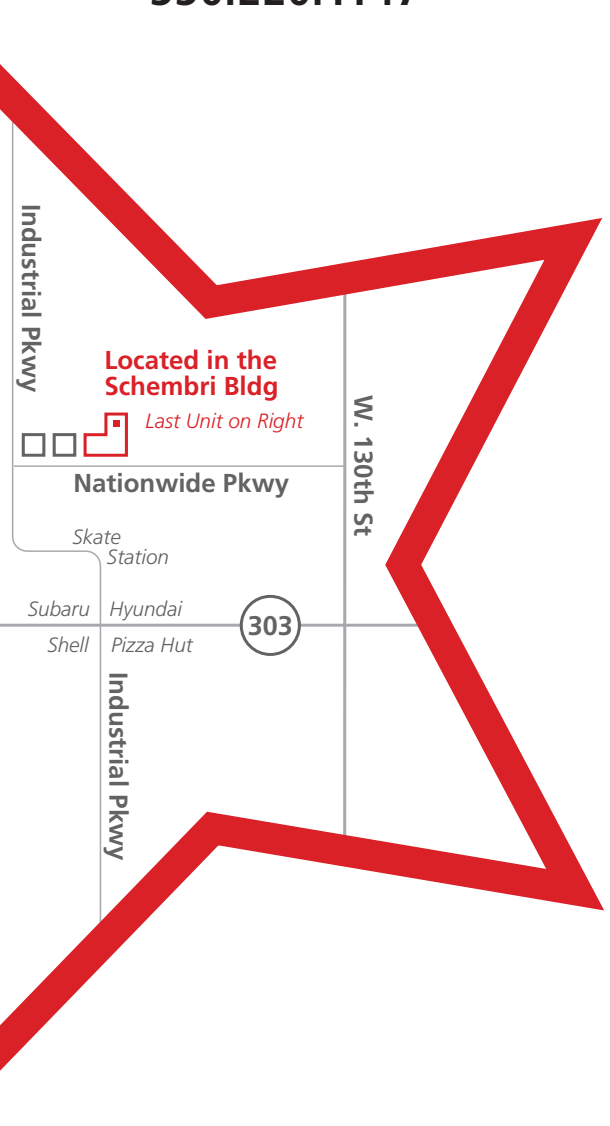 Industrial Pkwy
Located in the
Schembri Bldg
Last Unit on Right
W. 130th St
Nationwide Pkwy
Skate
Station
Subaru
Hyundai
303
Shell
Pizza Hut
Industrial Pkwy